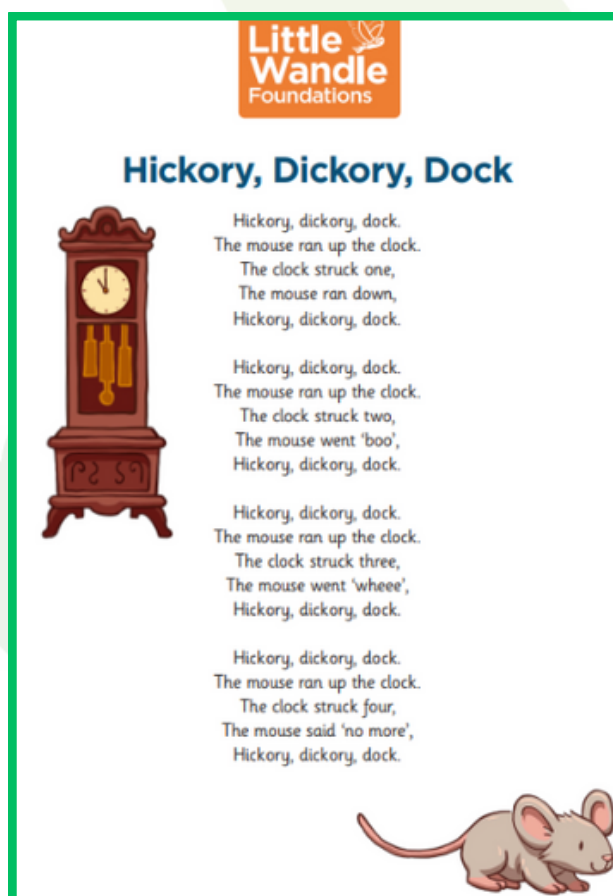 Little
Wandle
Foundations
Hickory, Dickory, Dock
Hickory, dickory, dock.
The mouse ran up the clock.
The clock struck one,
The mouse ran down,
Hickory, dickory, dock.
Hickory, dickory, dock.
The mouse ran up the clock.
The clock struck two,
The mouse went ‘boo’,
Hickory, dickory, dock.
Hickory, dickory, dock.
The mouse ran up the clock.
The clock struck three,
The mouse went ‘wheee’,
Hickory, dickory, dock.
Hickory, dickory, dock.
The mouse ran up the clock.
The clock struck four,
The mouse said ‘no more’,
Hickory, dickory, dock.